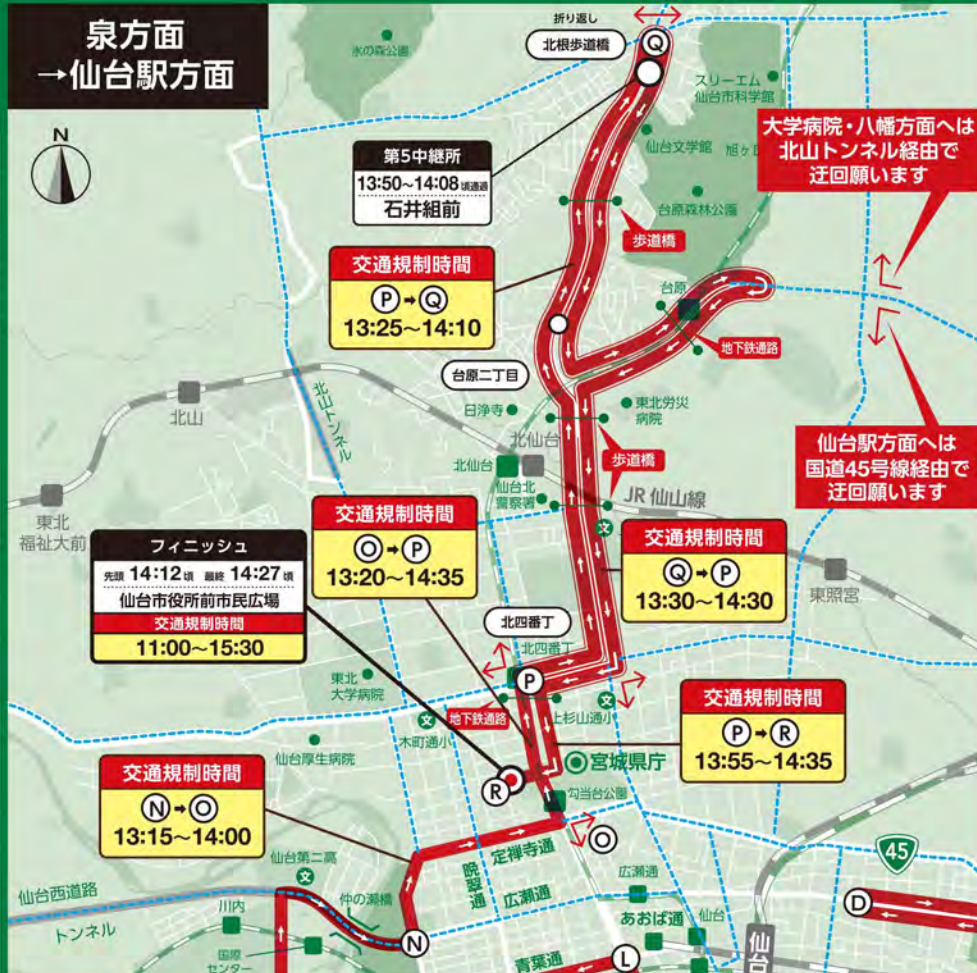 泉方面
→仙台駅方面
N
折り返し
北根歩道橋
Q
水の森公園
スリーエム
仙台市科学館
大学病院・八幡方面へは
北山トンネル経由で
迂回願います
仙台文学館
旭ヶ
第5中継所
13:50~14:08頃通過
石井組前
台原森林公園
歩道橋
交通規制時間
P→Q
13:25~14:10
台原
地下鉄通路
台原二丁目
北山
北山トンネル
日浄寺
東北労災
病院
北仙台
北仙台
歩道橋
仙台北
警察署
JR 仙山線
文
仙台駅方面へは
国道45号線経由で
迂回願います
東北
福祉大前
交通規制時間
O→P
13:20~14:35
交通規制時間
Q→P
13:30~14:30
東照宮
フィニッシュ
先頭 14:12頃 最終 14:27頃
仙台市役所前市民広場
交通規制時間
11:00~15:30
北四番丁
北四番丁
P
東北
大学病院
地下鉄通路
文
上杉山通小
文
木町通小
交通規制時間
P→R
13:55~14:35
仙台厚生病院
宮城県庁
R
勾当台公園
交通規制時間
N→O
13:15~14:00
O
定禅寺通
晩翠通
広瀬通
広瀬通
45
仙台第二高
文
仲の瀬橋
仙台西道路
トンネル
川内
国際
センター
N
あおば通
仙台
D
青葉通
L
仙台